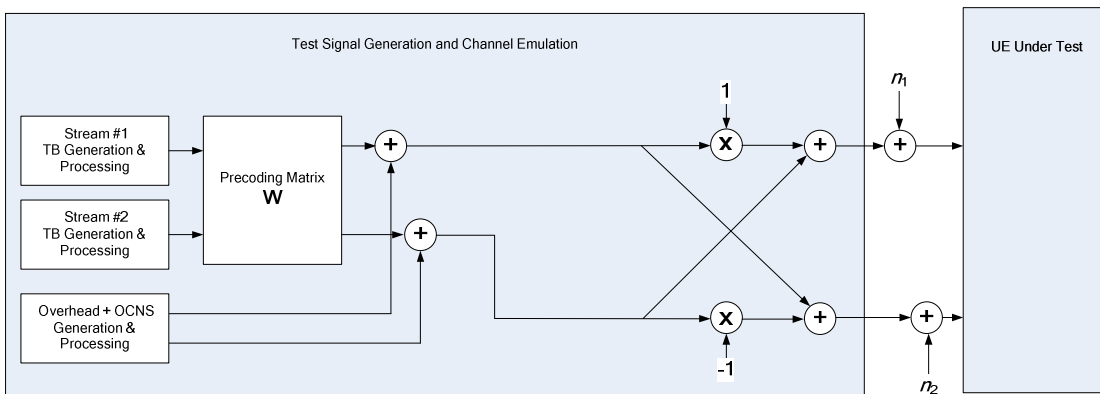 Test Signal Generation and Channel Emulation
UE Under Test
Stream #1
TB Generation &
Processing
Precoding Matrix
W
Stream #2
TB Generation &
Processing
Overhead + OCNS
Generation &
Processing
+
+
1
x
+
n1
+
x
-1
+
+
n2